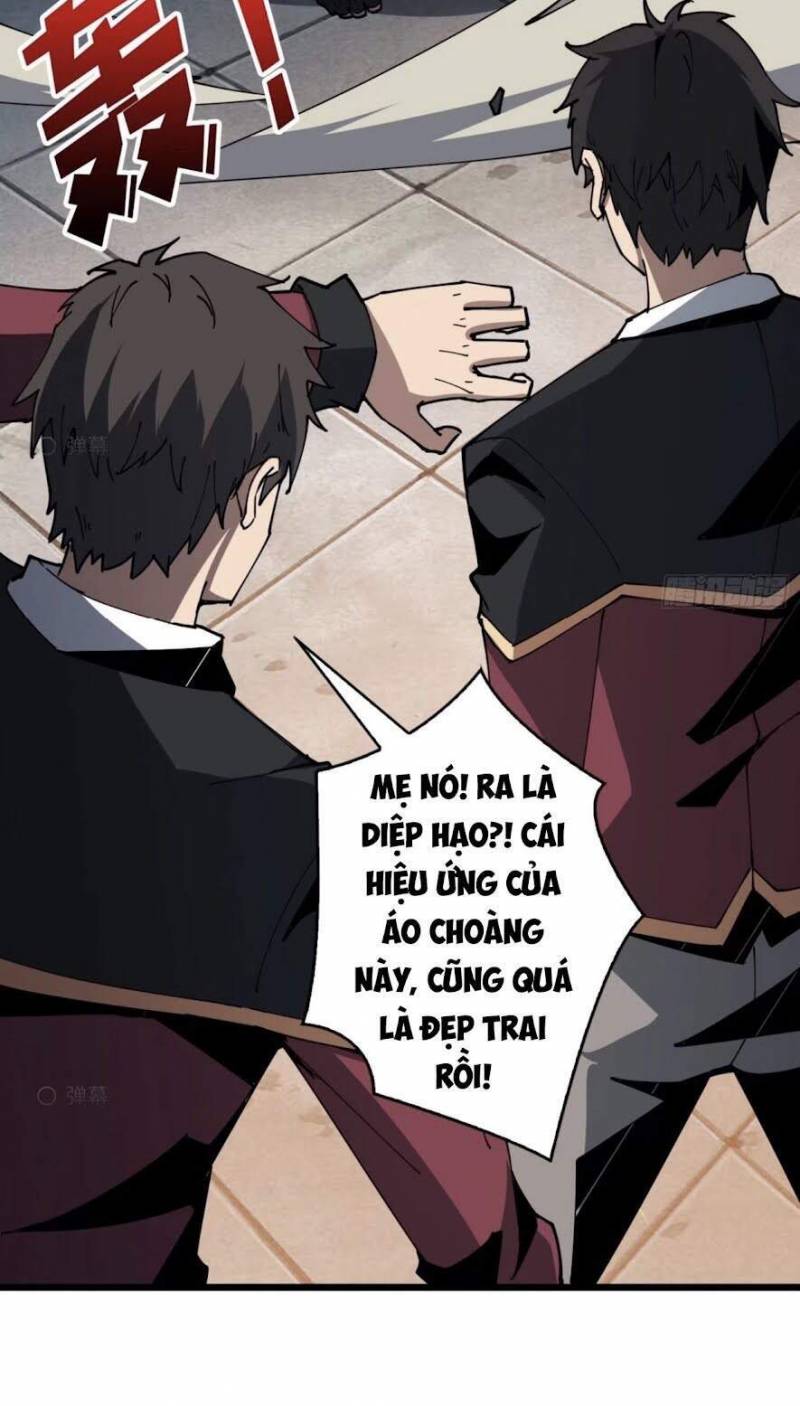 轰!
弹幕
MẸ NÓ! RA LÀ
DIỆP HẠO?! CÁI
HIỆU ỨNG CỦA
ÁO CHOÀNG
NÀY, CŨNG QUÁ
LÀ ĐẸP TRAI
RỒI!
弹幕